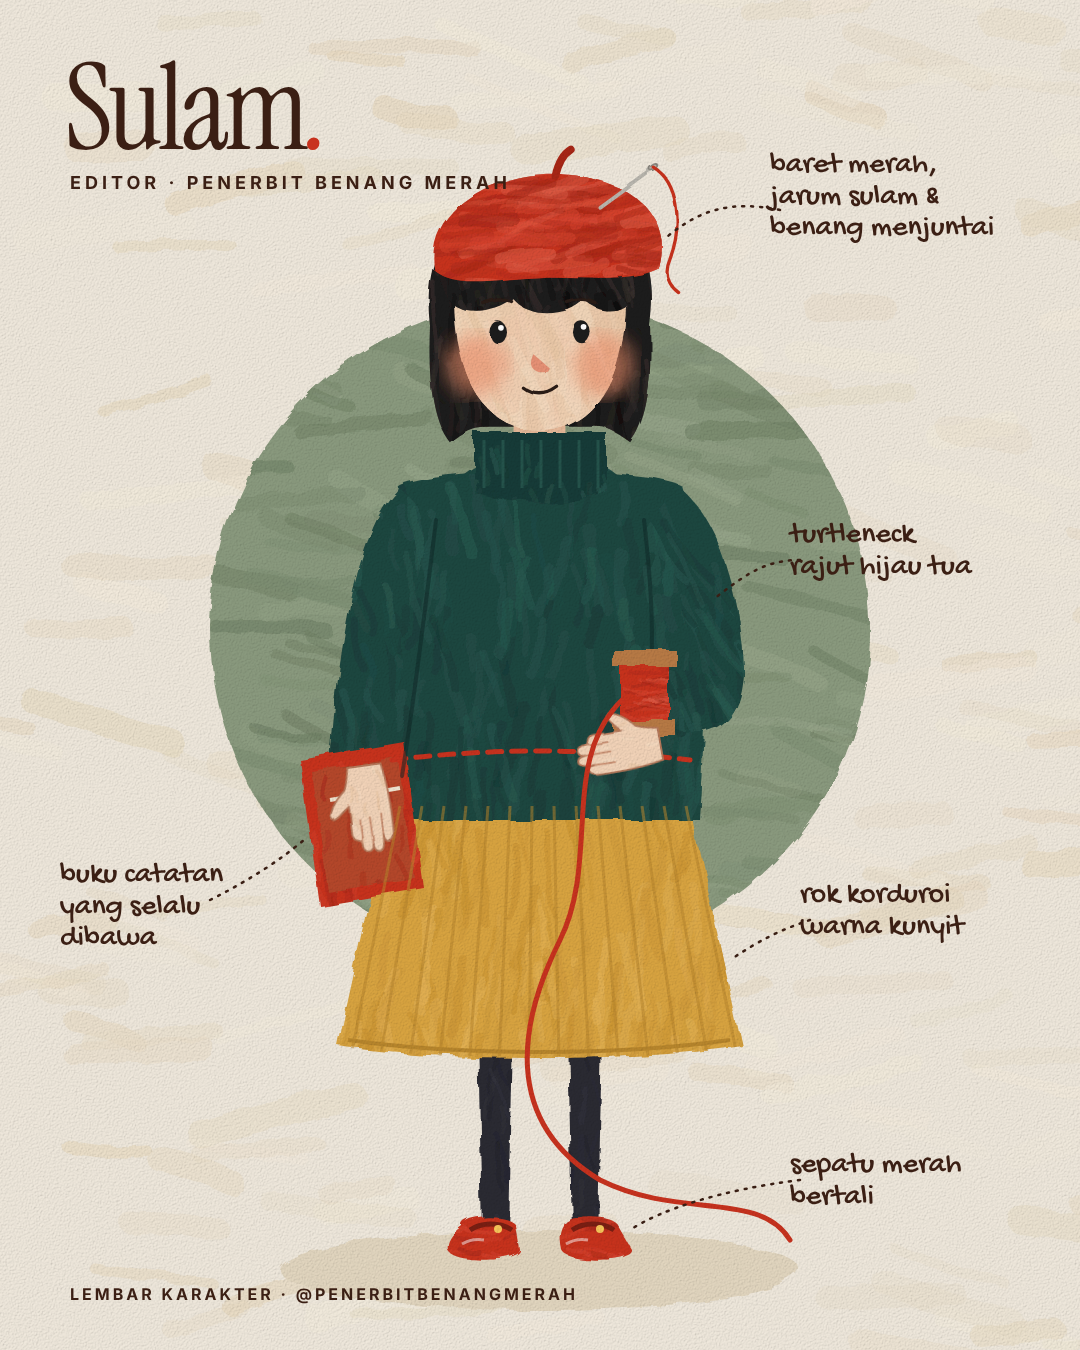 Sulam.
EDITOR · PENERBIT BENANG MERAH
baret merah,
jarum sulam &
benang menjuntai
turtleneck
rajut hijau tua
buku catatan
yang selalu
dibawa
rok korduroi
warna kunyit
sepatu merah
bertali
LEMBAR KARAKTER · @PENERBITBENANGMERAH